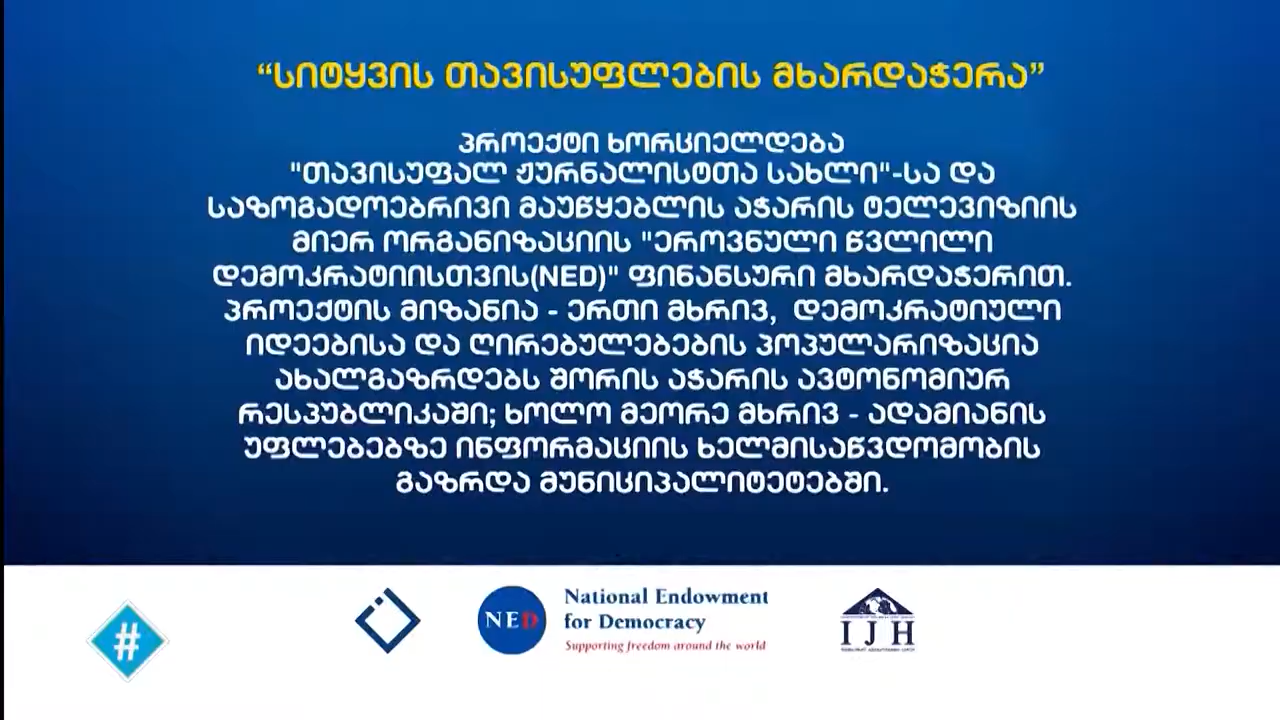 “სიტყვის თავისუფლების მხარდაჭერა”
პროექტი ხორციელდება
"თავისუფალ ჟურნალისტთა სახლი"-სა და
საზოგადოებრივი მაუწყებლის აჭარის ტელევიზიის
მიერ ორგანიზაციის "ეროვნული წვლილი
დემოკრატიისთვის(NED)" ფინანსური მხარდაჭერით.
პროექტის მიზანია - ერთი მხრივ, დემოკრატიული
იდეებისა და ღირებულებების პოპულარიზაცია
ახალგაზრდებს შორის აჭარის ავტონომიურ
რესპუბლიკაში; ხოლო მეორე მხრივ - ადამიანის
უფლებებზე ინფორმაციის ხელმისაწვდომობის
გაზრდა მუნიციპალიტეტებში.
#
NED
National Endowment
for Democracy
Supporting freedom around the world
IJH